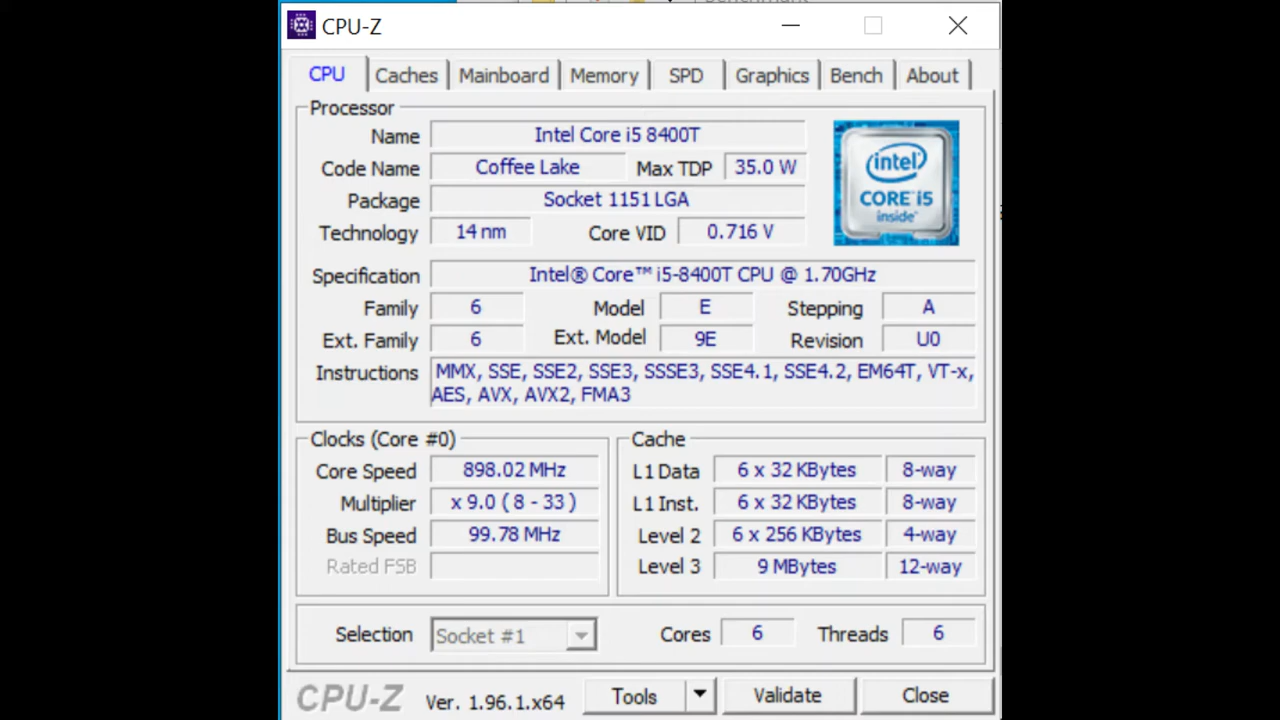 CPU-Z
CPU Caches Mainboard Memory SPD Graphics Bench About
Processor
Name Intel Core i5 8400T
Code Name Coffee Lake Max TDP 35.0 W
Package Socket 1151 LGA
Technology 14 nm Core VID 0.716 V
intel
CORE i5
inside™
Specification Intel® Core™ i5-8400T CPU @ 1.70GHz
Family 6 Model E Stepping A
Ext. Family 6 Ext. Model 9E Revision U0
Instructions MMX, SSE, SSE2, SSE3, SSSE3, SSE4.1, SSE4.2, EM64T, VT-x,
AES, AVX, AVX2, FMA3
Clocks (Core #0)
Core Speed 898.02 MHz
Multiplier x 9.0 ( 8 - 33 )
Bus Speed 99.78 MHz
Rated FSB
Cache
L1 Data 6 x 32 KBytes 8-way
L1 Inst. 6 x 32 KBytes 8-way
Level 2 6 x 256 KBytes 4-way
Level 3 9 MBytes 12-way
Selection Socket #1 Cores 6 Threads 6
CPU-Z Ver. 1.96.1.x64 Tools Validate Close